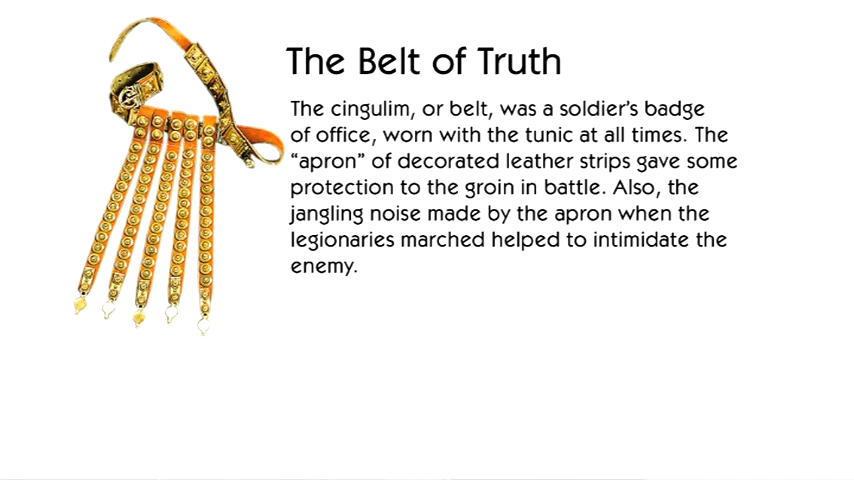 The Belt of Truth
The cingulim, or belt, was a soldier's badge
of office, worn with the tunic at all times. The
“apron” of decorated leather strips gave some
protection to the groin in battle. Also, the
jangling noise made by the apron when the
legionaries marched helped to intimidate the
enemy.